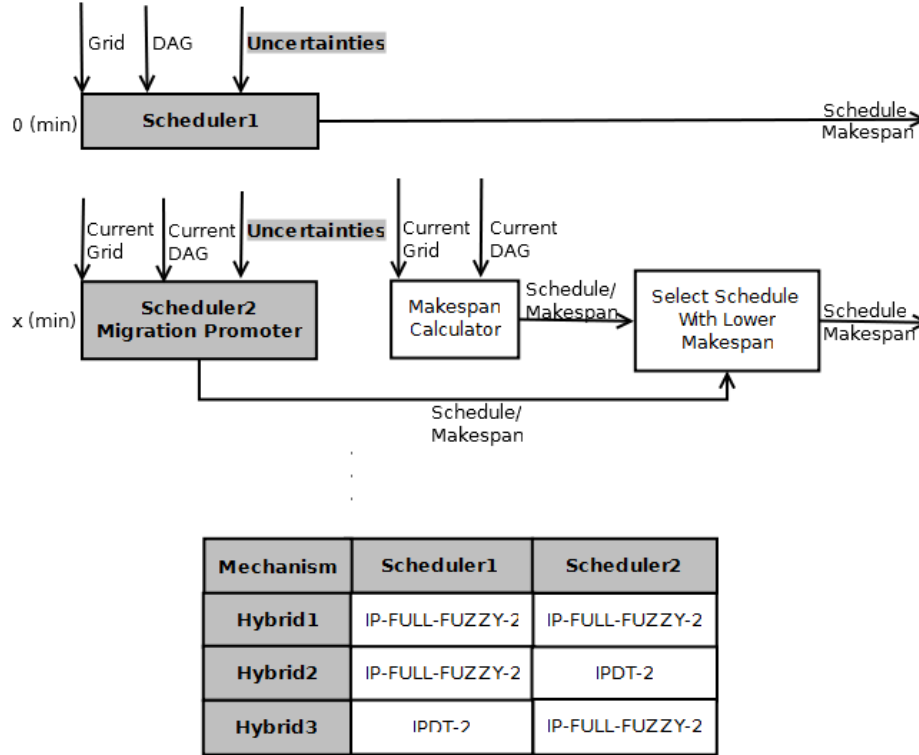 Grid DAG Uncertainties
0 (min) Scheduler1 Schedule
Makespan
Current Grid
Current DAG
Uncertainties
Current Grid
Current DAG
x (min)
Scheduler2
Migration Promoter
Makespan
Calculator
Schedule/
Makespan
Select Schedule
With Lower
Makespan
Schedule
Makespan
Schedule/
Makespan
Mechanism Scheduler1 Scheduler2
Hybrid1 IP-FULL-FUZZY-2 IP-FULL-FUZZY-2
Hybrid2 IP-FULL-FUZZY-2 IPDT-2
Hybrid3 IPDT-2 IP-FULL-FUZZY-2